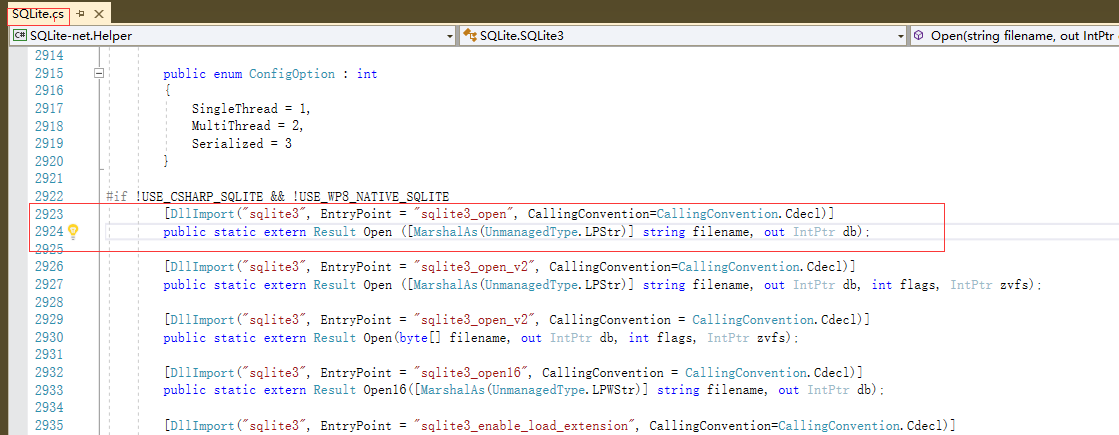 SQLite.cs
C# SQLite-net.Helper SQLite.SQLite3 Open(string filename, out IntPtr
2914
2915 public enum ConfigOption : int
2916 {
2917 SingleThread = 1,
2918 MultiThread = 2,
2919 Serialized = 3
2920 }
2921
2922 #if !USE_CSHARP_SQLITE && !USE_WP8_NATIVE_SQLITE
2923 [DllImport("sqlite3", EntryPoint = "sqlite3_open", CallingConvention=CallingConvention.Cdecl)]
2924 public static extern Result Open ([MarshalAs(UnmanagedType.LPStr)] string filename, out IntPtr db);
2925
2926 [DllImport("sqlite3", EntryPoint = "sqlite3_open_v2", CallingConvention=CallingConvention.Cdecl)]
2927 public static extern Result Open ([MarshalAs(UnmanagedType.LPStr)] string filename, out IntPtr db, int flags, IntPtr zvfs);
2928
2929 [DllImport("sqlite3", EntryPoint = "sqlite3_open_v2", CallingConvention = CallingConvention.Cdecl)]
2930 public static extern Result Open(byte[] filename, out IntPtr db, int flags, IntPtr zvfs);
2931
2932 [DllImport("sqlite3", EntryPoint = "sqlite3_open16", CallingConvention = CallingConvention.Cdecl)]
2933 public static extern Result Open16([MarshalAs(UnmanagedType.LPWStr)] string filename, out IntPtr db);
2934
2935 [DllImport("sqlite3", EntryPoint = "sqlite3_enable_load_extension", CallingConvention=CallingConvention.Cdecl)]